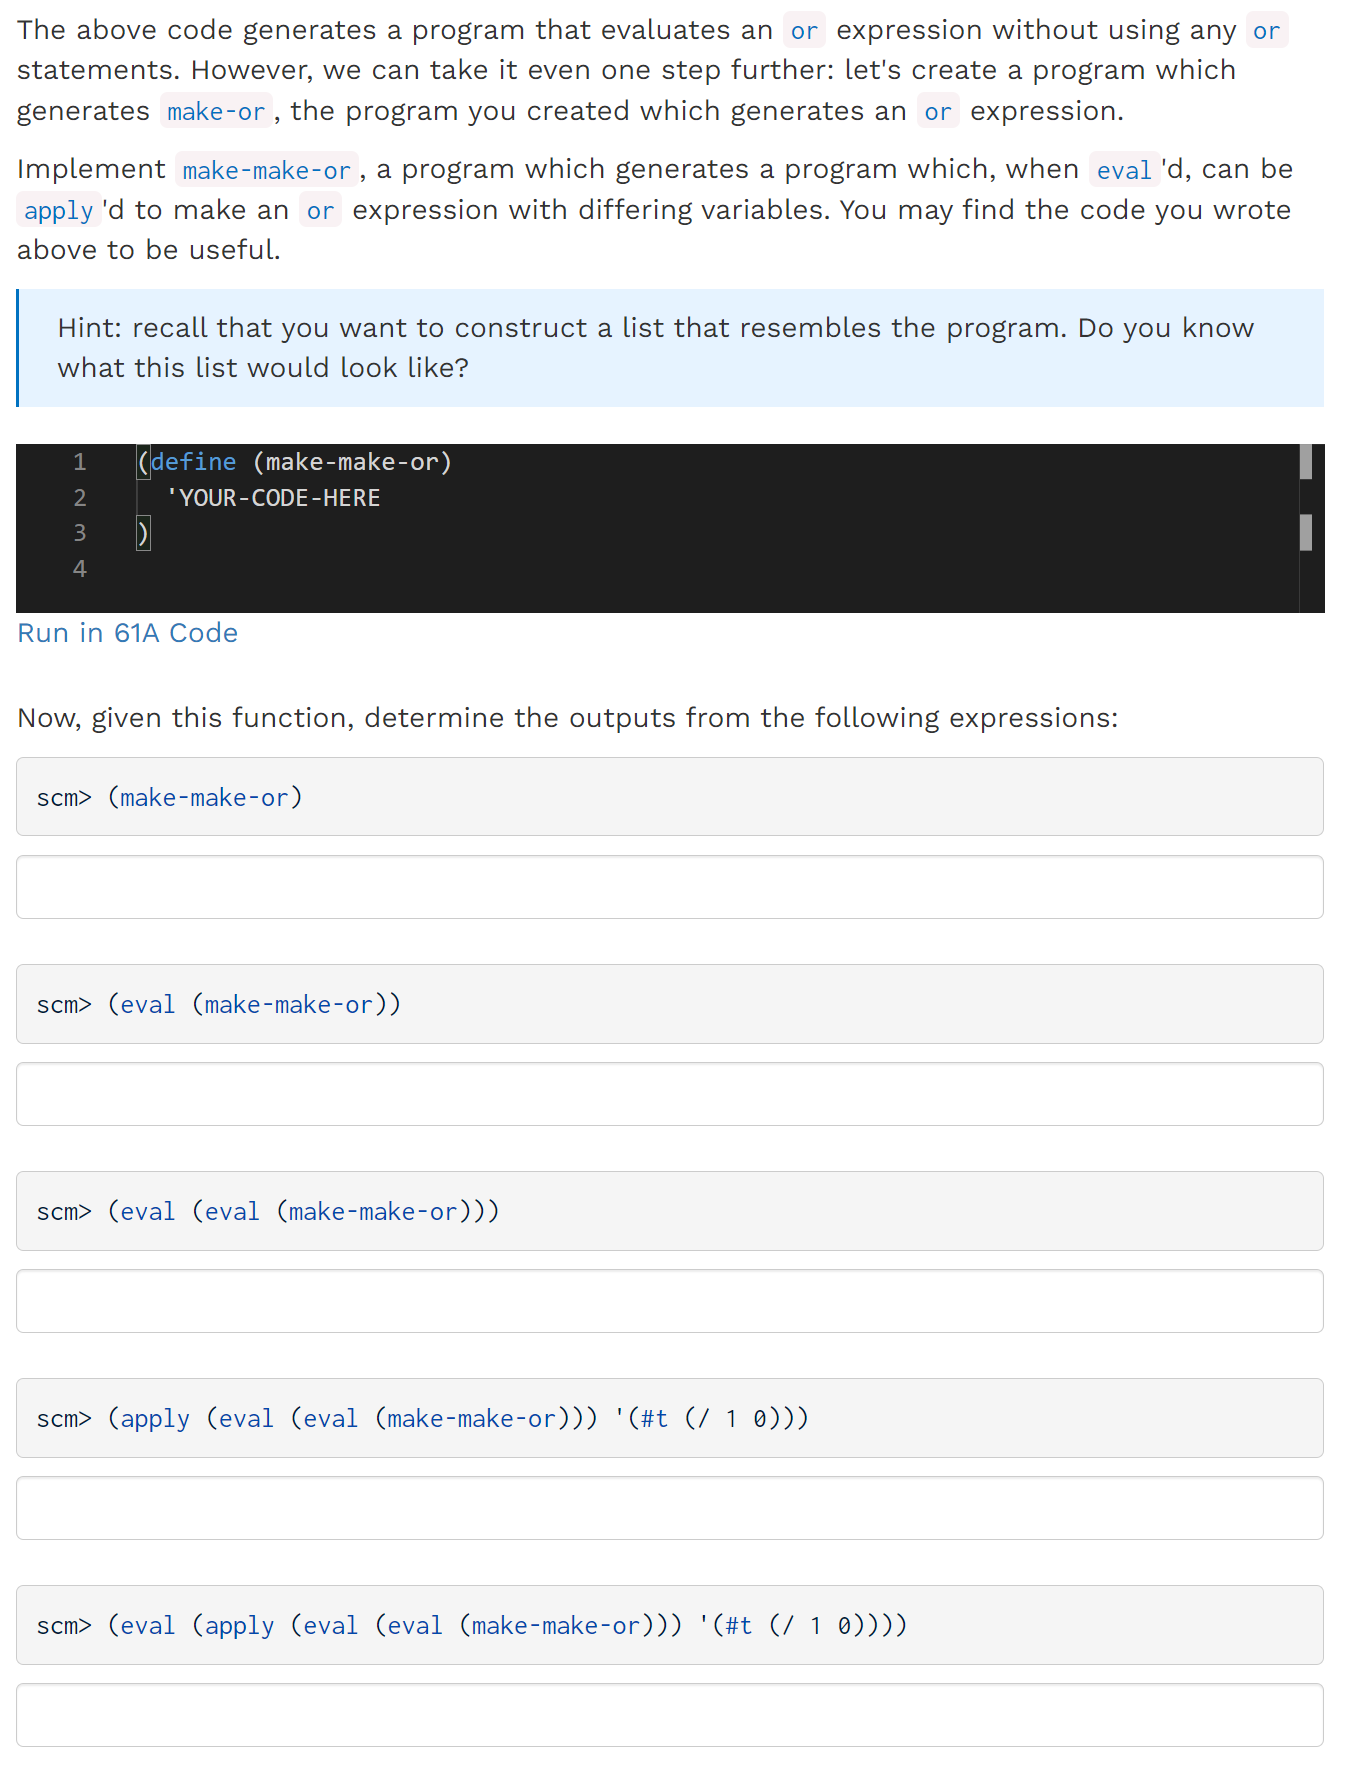 The above code generates a program that evaluates an or expression without using any or
statements. However, we can take it even one step further: let's create a program which
generates make-or, the program you created which generates an or expression.
Implement make-make-or, a program which generates a program which, when eval'd, can be
apply'd to make an or expression with differing variables. You may find the code you wrote
above to be useful.
Hint: recall that you want to construct a list that resembles the program. Do you know
what this list would look like?
1 (define (make-make-or)
2 'YOUR-CODE-HERE
3 )
4
Run in 61A Code
Now, given this function, determine the outputs from the following expressions:
scm> (make-make-or)
scm> (eval (make-make-or))
scm> (eval (eval (make-make-or)))
scm> (apply (eval (eval (make-make-or))) '(#t (/ 1 0)))
scm> (eval (apply (eval (eval (make-make-or))) '(#t (/ 1 0))))